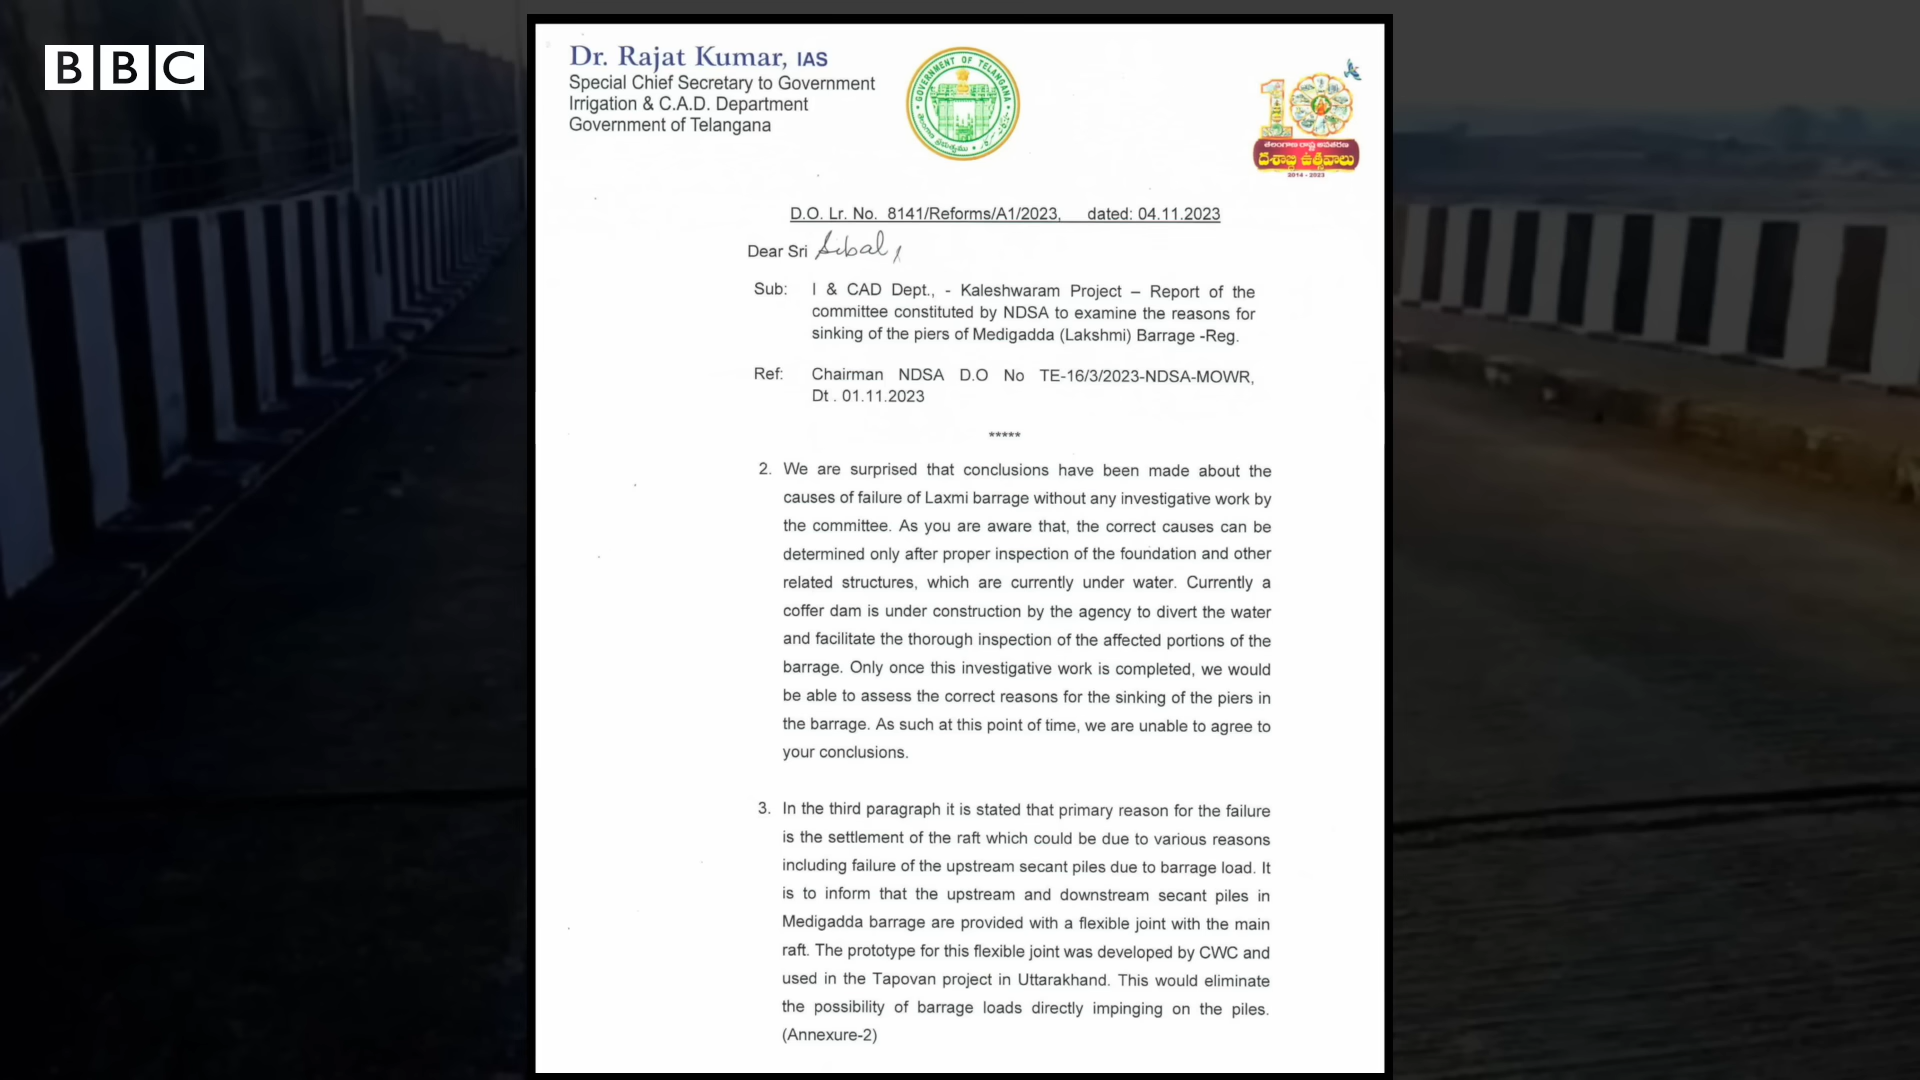 BBC
Dr. Rajat Kumar, IAS
Special Chief Secretary to Government
Irrigation & C.A.D. Department
Government of Telangana
GOVERNMENT OF TELANGANA
తెలంగాణ రాష్ట్ర అవతరణ
దశాబ్ది ఉత్సవాలు
2014 - 2023
D.O. Lr. No. 8141/Reforms/A1/2023, dated: 04.11.2023
Dear Sri Sibal,
Sub: I & CAD Dept., - Kaleshwaram Project – Report of the
committee constituted by NDSA to examine the reasons for
sinking of the piers of Medigadda (Lakshmi) Barrage -Reg.
Ref: Chairman NDSA D.O No TE-16/3/2023-NDSA-MOWR,
Dt . 01.11.2023
*****
2. We are surprised that conclusions have been made about the
causes of failure of Laxmi barrage without any investigative work by
the committee. As you are aware that, the correct causes can be
determined only after proper inspection of the foundation and other
related structures, which are currently under water. Currently a
coffer dam is under construction by the agency to divert the water
and facilitate the thorough inspection of the affected portions of the
barrage. Only once this investigative work is completed, we would
be able to assess the correct reasons for the sinking of the piers in
the barrage. As such at this point of time, we are unable to agree to
your conclusions.
3. In the third paragraph it is stated that primary reason for the failure
is the settlement of the raft which could be due to various reasons
including failure of the upstream secant piles due to barrage load. It
is to inform that the upstream and downstream secant piles in
Medigadda barrage are provided with a flexible joint with the main
raft. The prototype for this flexible joint was developed by CWC and
used in the Tapovan project in Uttarakhand. This would eliminate
the possibility of barrage loads directly impinging on the piles.
(Annexure-2)